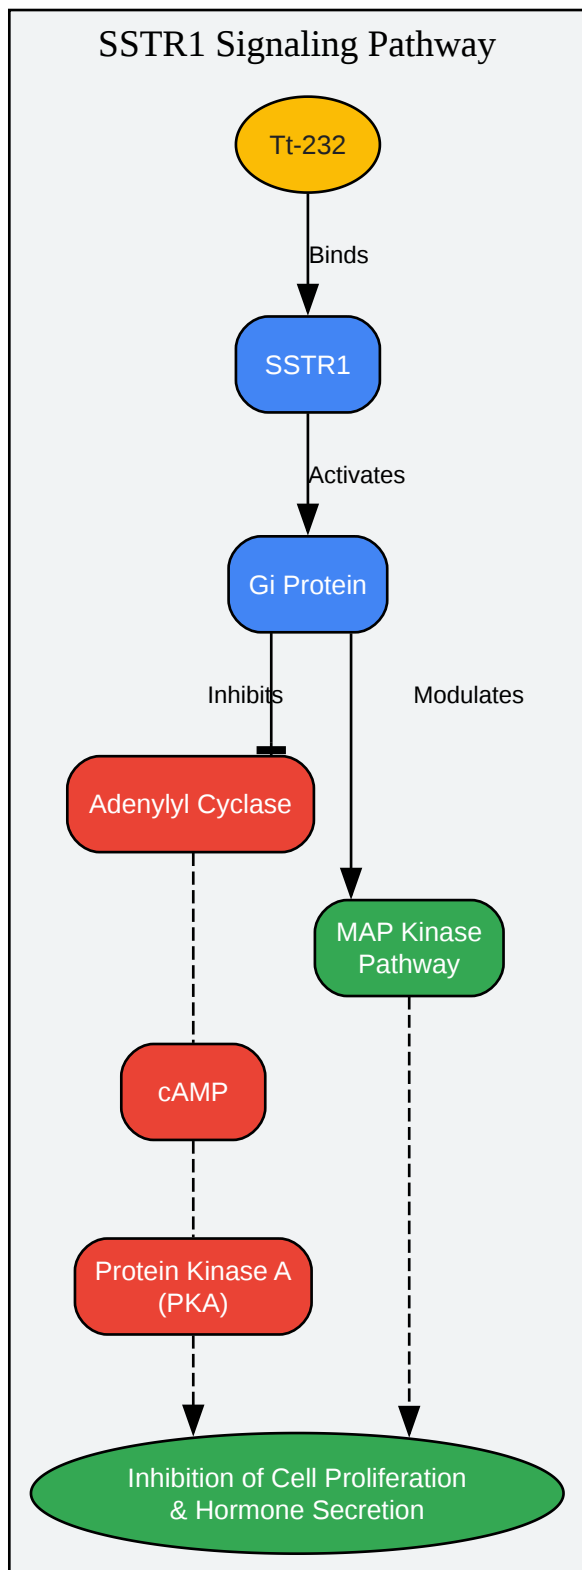 SSTR1 Signaling Pathway
Tt-232
Binds
SSTR1
Activates
Gi Protein
Inhibits
Modulates
Adenylyl Cyclase
MAP Kinase
Pathway
cAMP
Protein Kinase A
(PKA)
Inhibition of Cell Proliferation
& Hormone Secretion